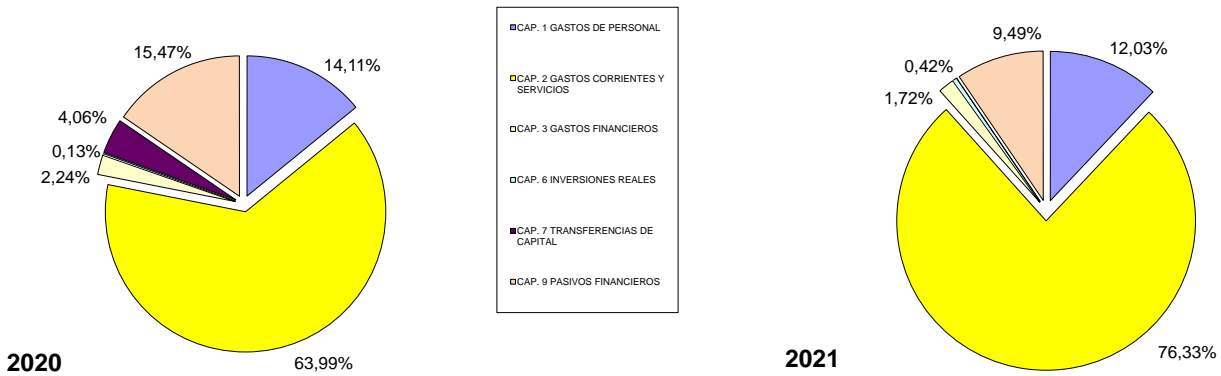 15,47%
14,11%
4,06%
0,13%
2,24%
63,99%
2020
CAP. 1 GASTOS DE PERSONAL
CAP. 2 GASTOS CORRIENTES Y
SERVICIOS
CAP. 3 GASTOS FINANCIEROS
CAP. 6 INVERSIONES REALES
CAP. 7 TRANSFERENCIAS DE
CAPITAL
CAP. 9 PASIVOS FINANCIEROS
9,49%
12,03%
0,42%
1,72%
76,33%
2021